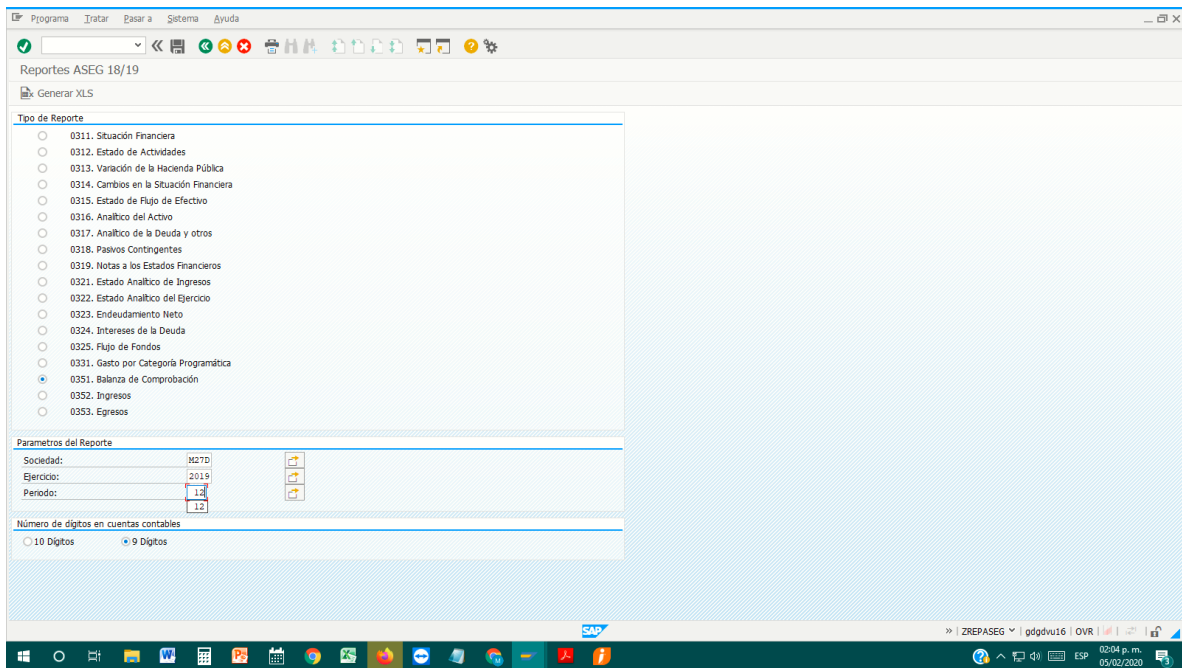 Programa Tratar Pasar a Sistema Ayuda
Reportes ASEG 18/19
Generar XLS
Tipo de Reporte
0311. Situación Financiera
0312. Estado de Actividades
0313. Variación de la Hacienda Pública
0314. Cambios en la Situación Financiera
0315. Estado de Flujo de Efectivo
0316. Analítico del Activo
0317. Analítico de la Deuda y otros
0318. Pasivos Contingentes
0319. Notas a los Estados Financieros
0321. Estado Analítico de Ingresos
0322. Estado Analítico del Ejercicio
0323. Endeudamiento Neto
0324. Intereses de la Deuda
0325. Flujo de Fondos
0331. Gasto por Categoría Programática
0351. Balanza de Comprobación
0352. Ingresos
0353. Egresos
Parametros del Reporte
Sociedad: M27D
Ejercicio: 2019
Periodo: 12
12
Número de dígitos en cuentas contables
10 Dígitos 9 Dígitos
SAP » | ZREPASEG | gdgdvu16 | OVR
ESP 02:04 p. m.
05/02/2020